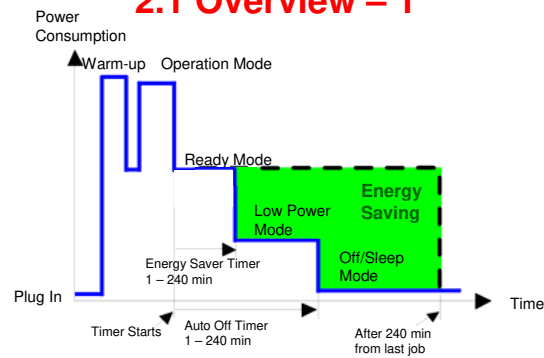 2.1 Overview – 1
Power
Consumption
Warm-up
Operation Mode
Ready Mode
Energy
Saving
Low Power
Mode
Off/Sleep
Mode
Energy Saver Timer
1 – 240 min
Plug In
Time
Timer Starts
Auto Off Timer
1 – 240 min
After 240 min
from last job